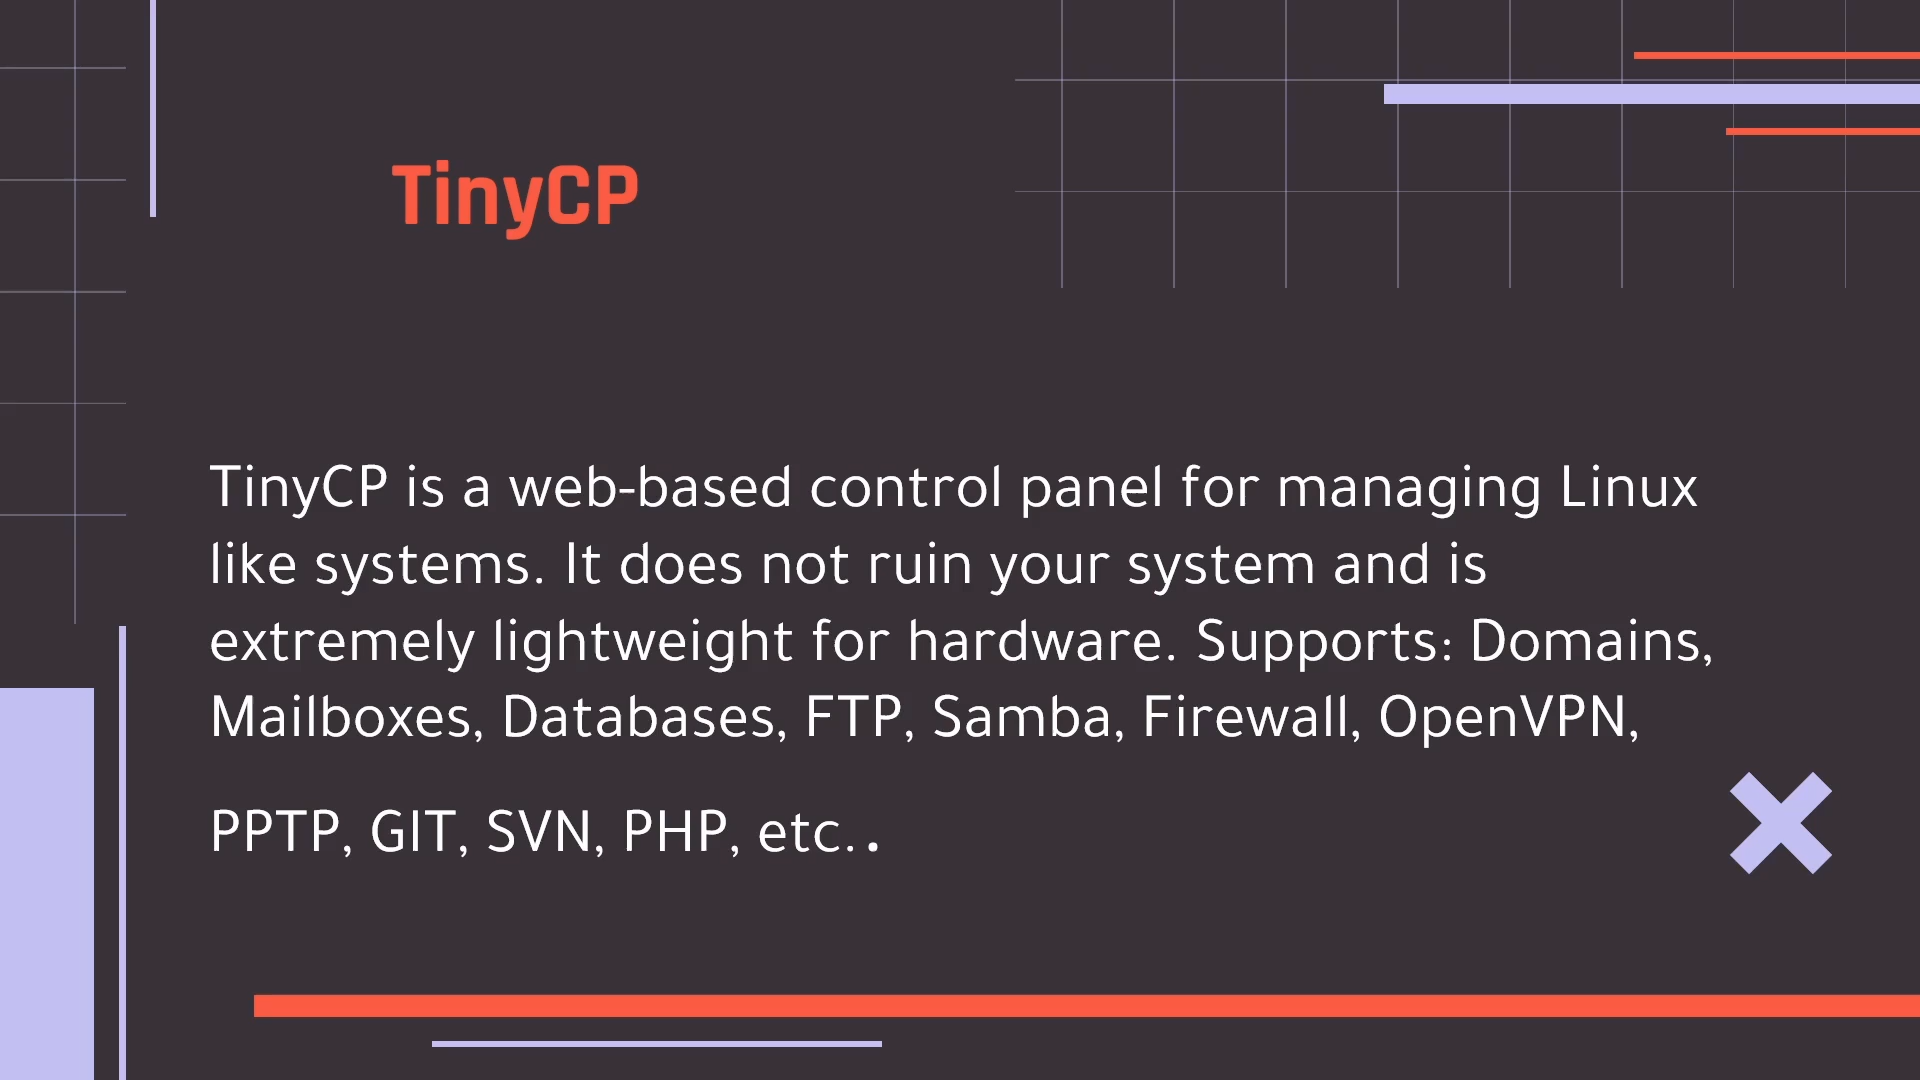 TinyCP
TinyCP is a web-based control panel for managing Linux
like systems. It does not ruin your system and is
extremely lightweight for hardware. Supports: Domains,
Mailboxes, Databases, FTP, Samba, Firewall, OpenVPN,
PPTP, GIT, SVN, PHP, etc..